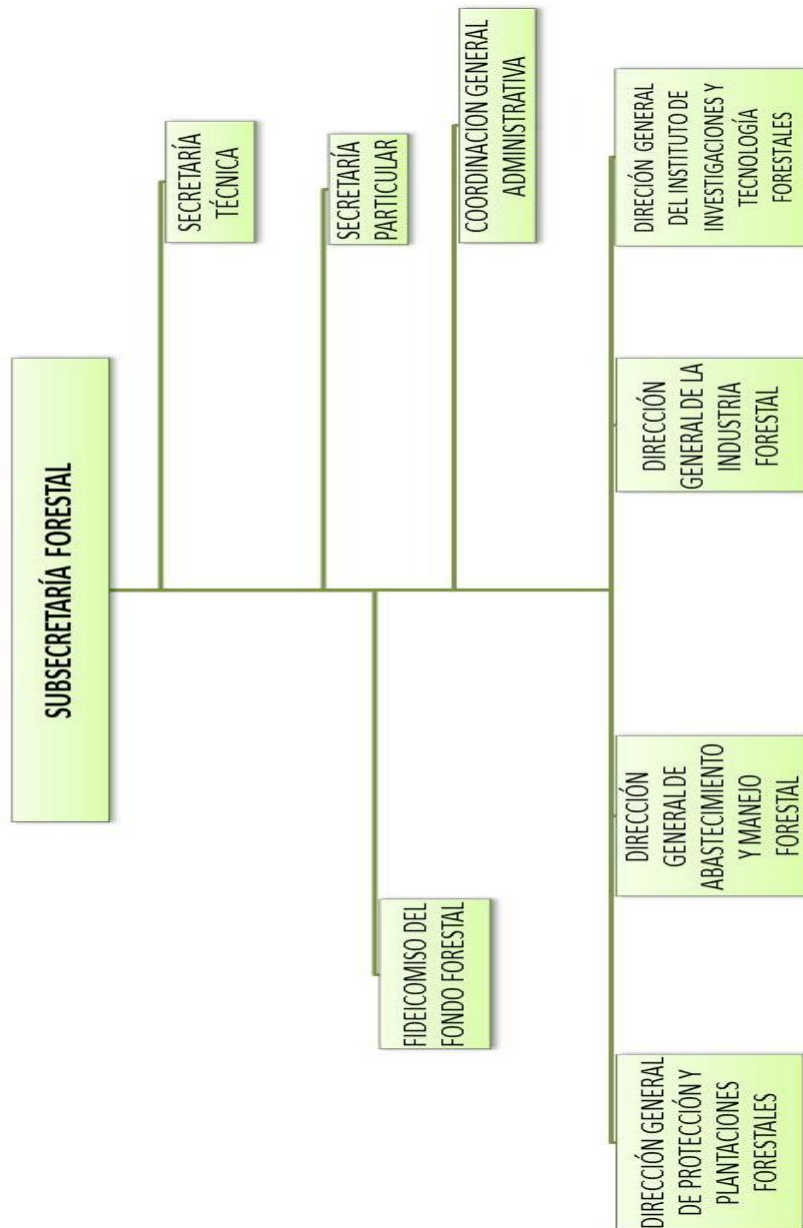 SUBSECRETARÍA FORESTAL
SECRETARÍA
TÉCNICA
SECRETARÍA
PARTICULAR
FIDEICOMISO DEL
FONDO FORESTAL
COORDINACION GENERAL
ADMINISTRATIVA
DIRECCIÓN GENERAL
DE PROTECCIÓN Y
PLANTACIONES
FORESTALES
DIRECCIÓN
GENERAL DE
ABASTECIMIENTO
Y MANEJO
FORESTAL
DIRECCIÓN
GENERAL DE LA
INDUSTRIA
FORESTAL
DIRECIÓN GENERAL
DEL INSTITUTO DE
INVESTIGACIONES Y
TECNOLOGÍA
FORESTALES